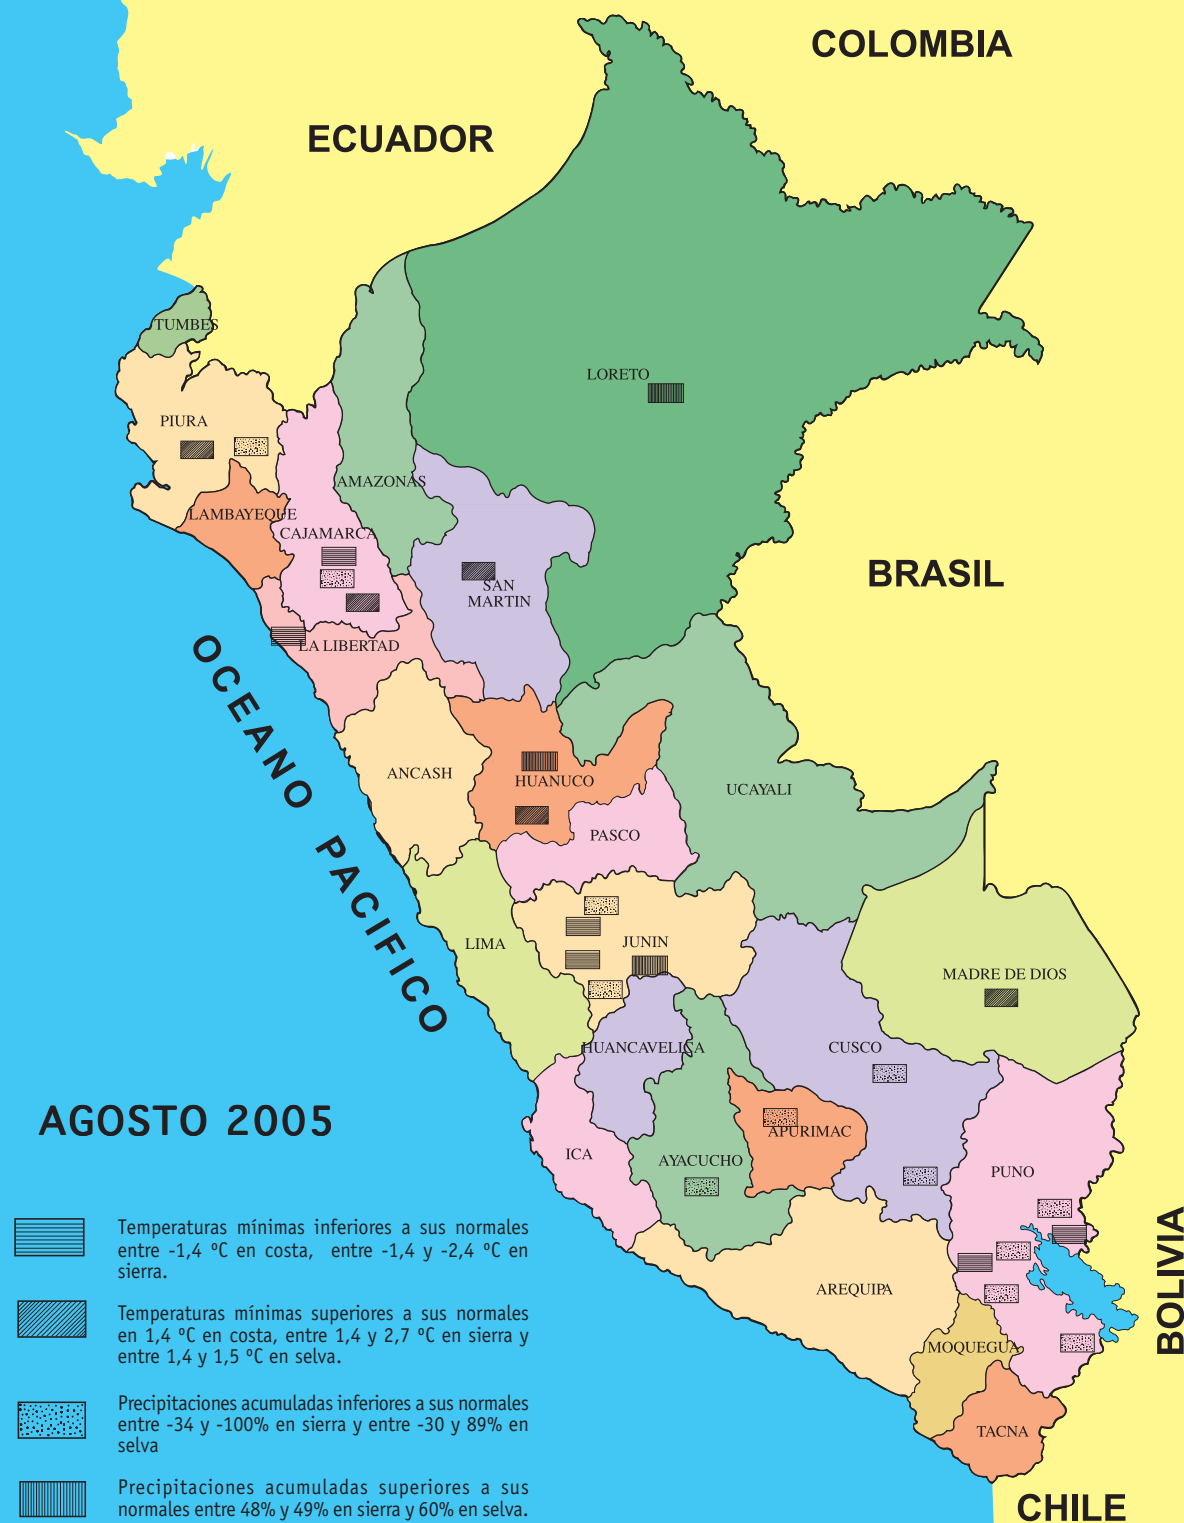 COLOMBIA
ECUADOR
TUMBES
LORETO
PIURA
AMAZONAS
LAMBAYEQUE
CAJAMARCA
BRASIL
SAN
MARTIN
LA LIBERTAD
OCEANO PACIFICO
ANCASH
HUANUCO
UCAYALI
PASCO
LIMA
JUNIN
MADRE DE DIOS
HUANCAVELICA
CUSCO
AGOSTO 2005
APURIMAC
ICA
AYACUCHO
PUNO
BOLIVIA
AREQUIPA
MOQUEGUA
TACNA
CHILE
Temperaturas mínimas inferiores a sus normales
entre -1,4 ºC en costa, entre -1,4 y -2,4 ºC en
sierra.
Temperaturas mínimas superiores a sus normales
en 1,4 ºC en costa, entre 1,4 y 2,7 ºC en sierra y
entre 1,4 y 1,5 ºC en selva.
Precipitaciones acumuladas inferiores a sus normales
entre -34 y -100% en sierra y entre -30 y 89% en
selva
Precipitaciones acumuladas superiores a sus
normales entre 48% y 49% en sierra y 60% en selva.